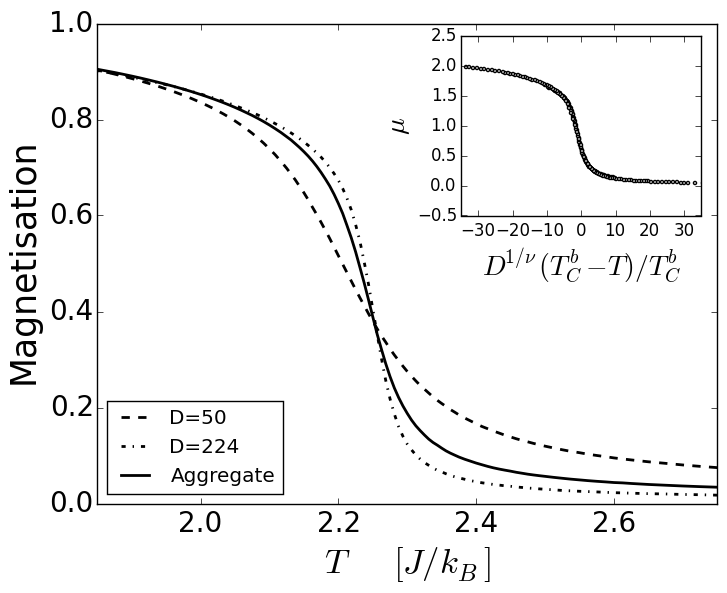 1.0
0.8
0.6
0.4
0.2
0.0
Magnetisation
2.0 2.2 2.4 2.6
T [J/k_B]
D=50
D=224
Aggregate
2.5
2.0
1.5
1.0
0.5
0.0
−0.5
μ
−30 −20 −10 0 10 20 30
D^{1/ν}(T_C^b−T)/T_C^b